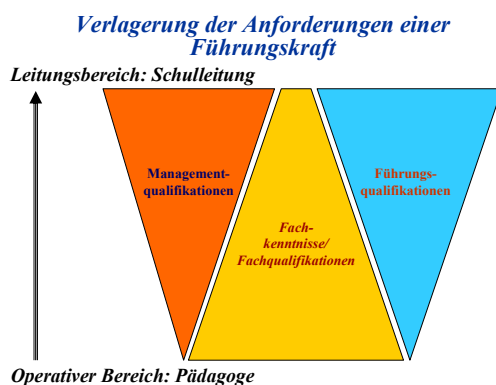 Verlagerung der Anforderungen einer
Führungskraft
Leitungsbereich: Schulleitung
Management-
qualifikationen
Führungs-
qualifikationen
Fach-
kenntnisse/
Fachqualifikationen
Operativer Bereich: Pädagoge